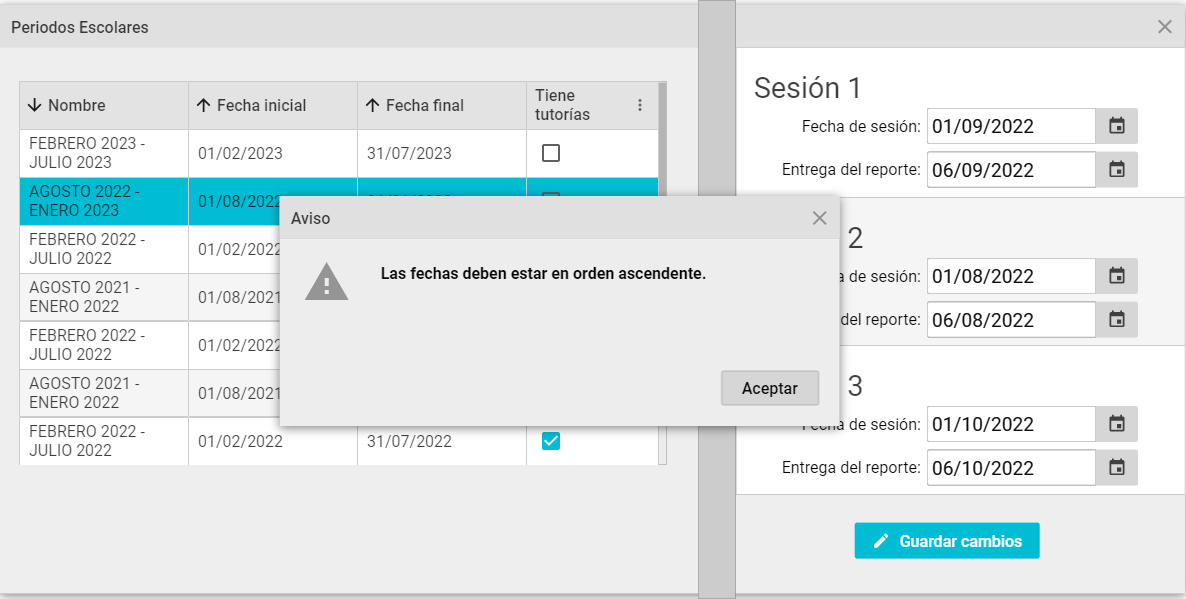 Periodos Escolares
Nombre
Fecha inicial
Fecha final
Tiene
tutorías
FEBRERO 2023 -
JULIO 2023
01/02/2023
31/07/2023
AGOSTO 2022 -
ENERO 2023
01/08/2022
FEBRERO 2022 -
JULIO 2022
01/02/2022
AGOSTO 2021 -
ENERO 2022
01/08/2021
FEBRERO 2022 -
JULIO 2022
01/02/2022
AGOSTO 2021 -
ENERO 2022
01/08/2021
FEBRERO 2022 -
JULIO 2022
01/02/2022
31/07/2022
Aviso
Las fechas deben estar en orden ascendente.
Aceptar
Sesión 1
Fecha de sesión:
01/09/2022
Entrega del reporte:
06/09/2022
2
de sesión:
01/08/2022
del reporte:
06/08/2022
3
Fecha de sesión:
01/10/2022
Entrega del reporte:
06/10/2022
Guardar cambios